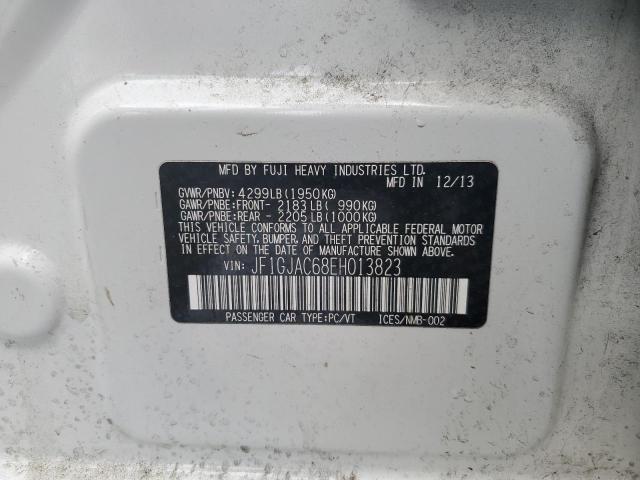 MFD BY FUJI HEAVY INDUSTRIES LTD.
MFD IN 12/13
GVWR/PNBV: 4299LB(1950KG)
GAWR/PNBE:FRONT- 2183LB( 990KG)
GAWR/PNBE:REAR - 2205LB(1000KG)
THIS VEHICLE CONFORMS TO ALL APPLICABLE FEDERAL MOTOR
VEHICLE SAFETY, BUMPER, AND THEFT PREVENTION STANDARDS
IN EFFECT ON THE DATE OF MANUFACTURE SHOWN ABOVE.
VIN: JF1GJAC68EH013823
PASSENGER CAR TYPE:PC/VT ICES/NMB-002